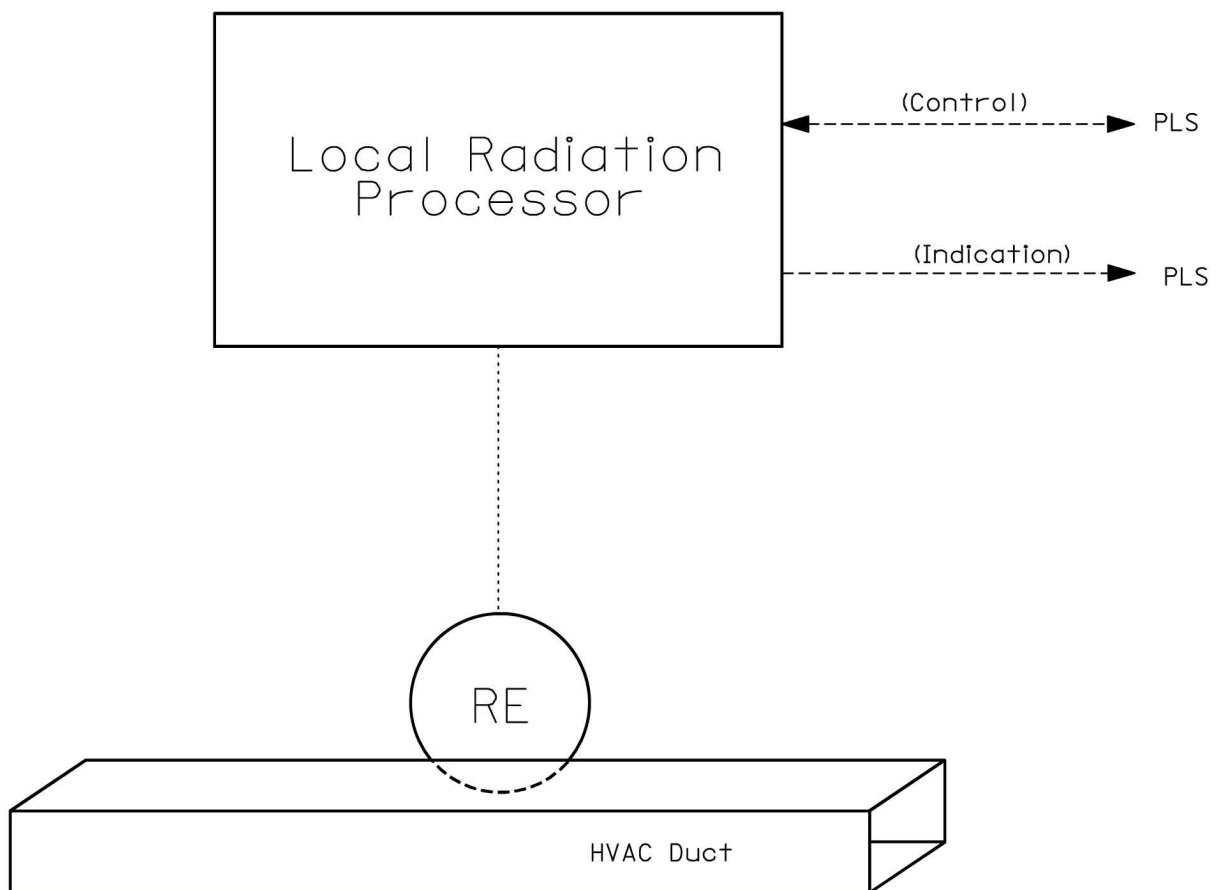 Local Radiation
Processor
(Control)
PLS
(Indication)
PLS
RE
HVAC Duct